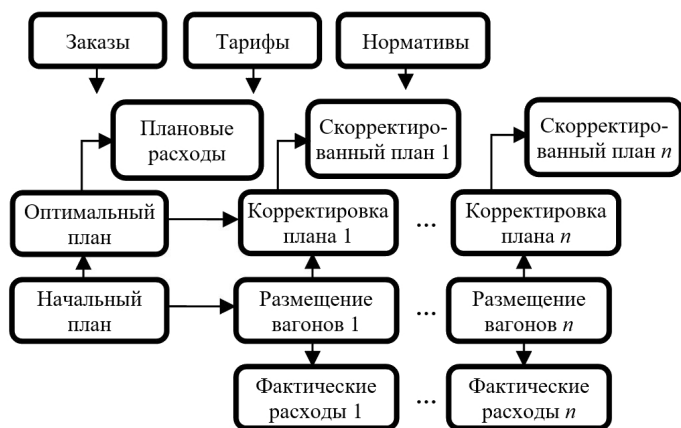 Заказы
Тарифы
Нормативы
Плановые
расходы
Скорректиро-
ванный план 1
Скорректиро-
ванный план n
Оптимальный
план
Корректировка
плана 1
...
Корректировка
плана n
Начальный
план
Размещение
вагонов 1
...
Размещение
вагонов n
Фактические
расходы 1
...
Фактические
расходы n